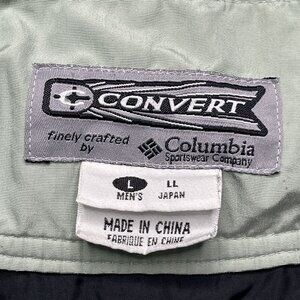 CONVERT
finely crafted
by Columbia
Sportswear Company
L LL
MEN'S JAPAN
MADE IN CHINA
FABRIQUE EN CHINE